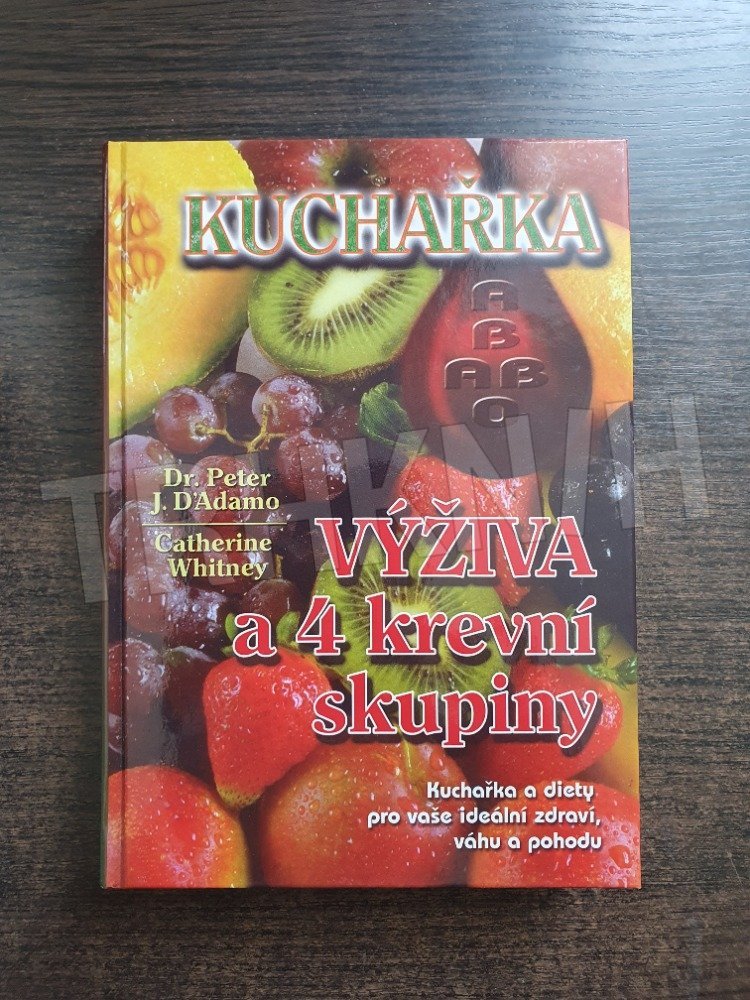 KUCHAŘKA
A
B
AB AB
O
Dr. Peter
J. D'Adamo
Catherine
Whitney
VÝŽIVA
a 4 krevní
skupiny
Kuchařka a diety
pro vaše ideální zdraví,
váhu a pohodu